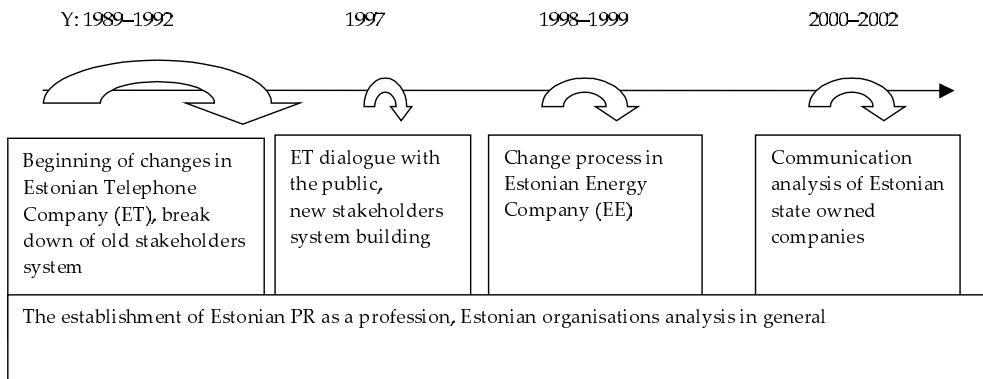 Y: 1989–1992 1997 1998–1999 2000–2002
Beginning of changes in
Estonian Telephone
Company (ET), break
down of old stakeholders
system
ET dialogue with
the public,
new stakeholders
system building
Change process in
Estonian Energy
Company (EE)
Communication
analysis of Estonian
state owned
companies
The establishment of Estonian PR as a profession, Estonian organisations analysis in general